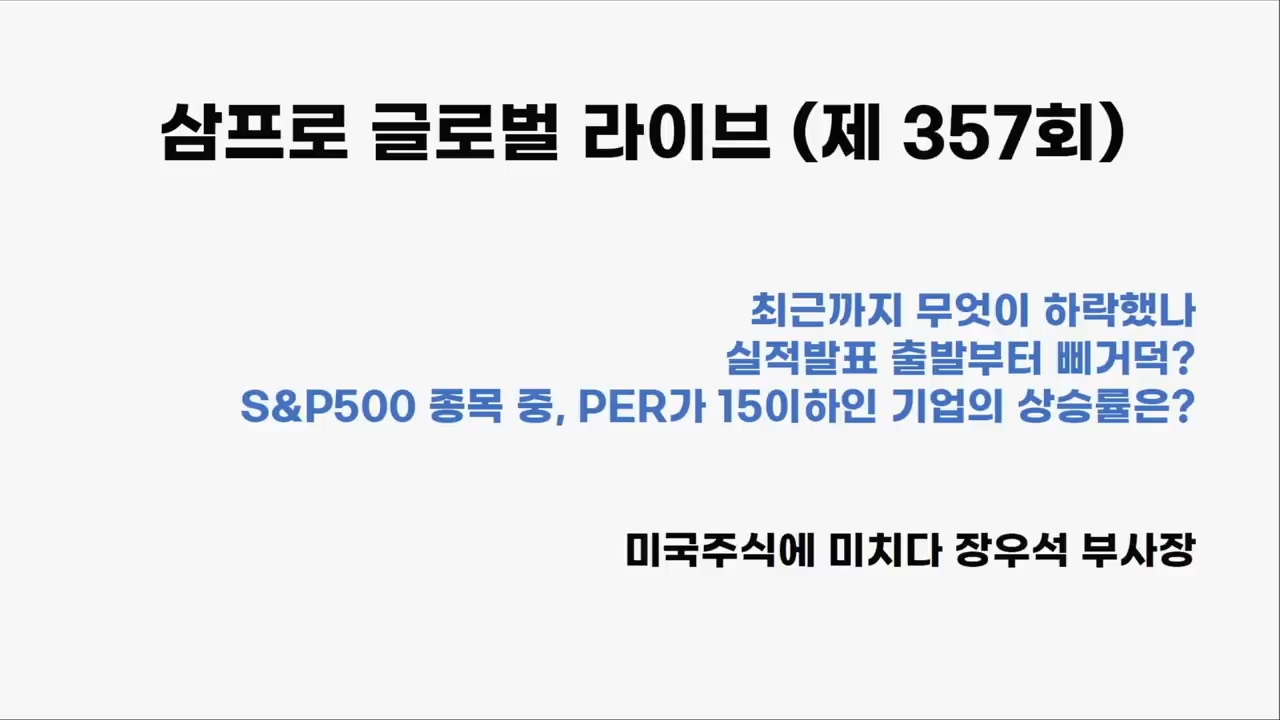 삼프로 글로벌 라이브 (제 357회)
최근까지 무엇이 하락했나
실적발표 출발부터 삐거덕?
S&P500 종목 중, PER가 15이하인 기업의 상승률은?
미국주식에 미치다 장우석 부사장